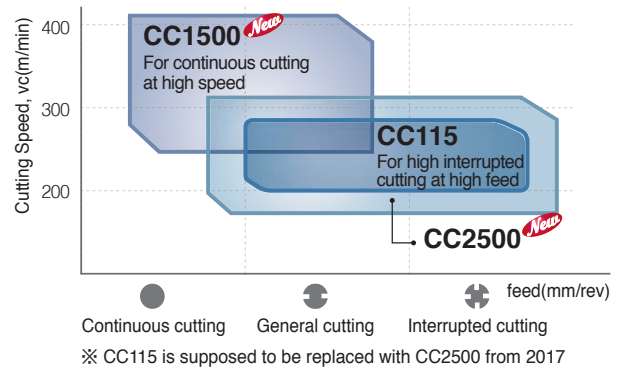 Cutting Speed, vc(m/min)
400
300
200
CC1500 New
For continuous cutting
at high speed
CC115
For high interrupted
cutting at high feed
CC2500 New
feed(mm/rev)
Continuous cutting
General cutting
Interrupted cutting
※ CC115 is supposed to be replaced with CC2500 from 2017